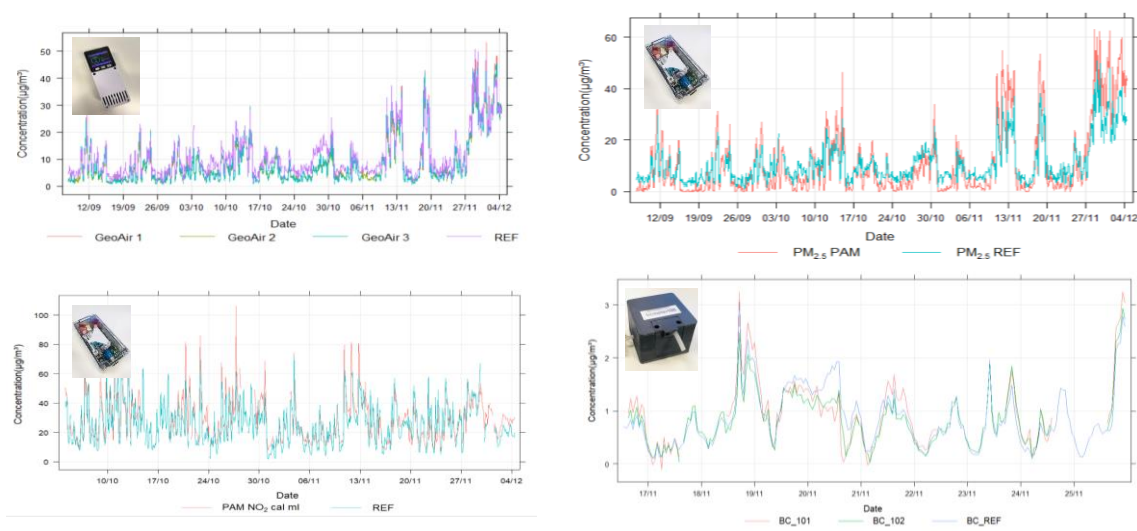 Concentration(µg/m³)
50
40
30
20
10
0
12/09 19/09 26/09 03/10 10/10 17/10 24/10 30/10 06/11 13/11 20/11 27/11 04/12
Date
GeoAir 1 GeoAir 2 GeoAir 3 REF
Concentration(µg/m³)
60
40
20
0
12/09 19/09 26/09 03/10 10/10 17/10 24/10 30/10 06/11 13/11 20/11 27/11 04/12
Date
PM₂.₅ PAM PM₂.₅ REF
Concentration(µg/m³)
100
80
60
40
20
0
10/10 17/10 24/10 30/10 06/11 13/11 20/11 27/11 04/12
Date
PAM NO₂ cal ml REF
Concentration(µg/m³)
3
2
1
0
17/11 18/11 19/11 20/11 21/11 22/11 23/11 24/11 25/11
Date
BC_101 BC_102 BC_REF